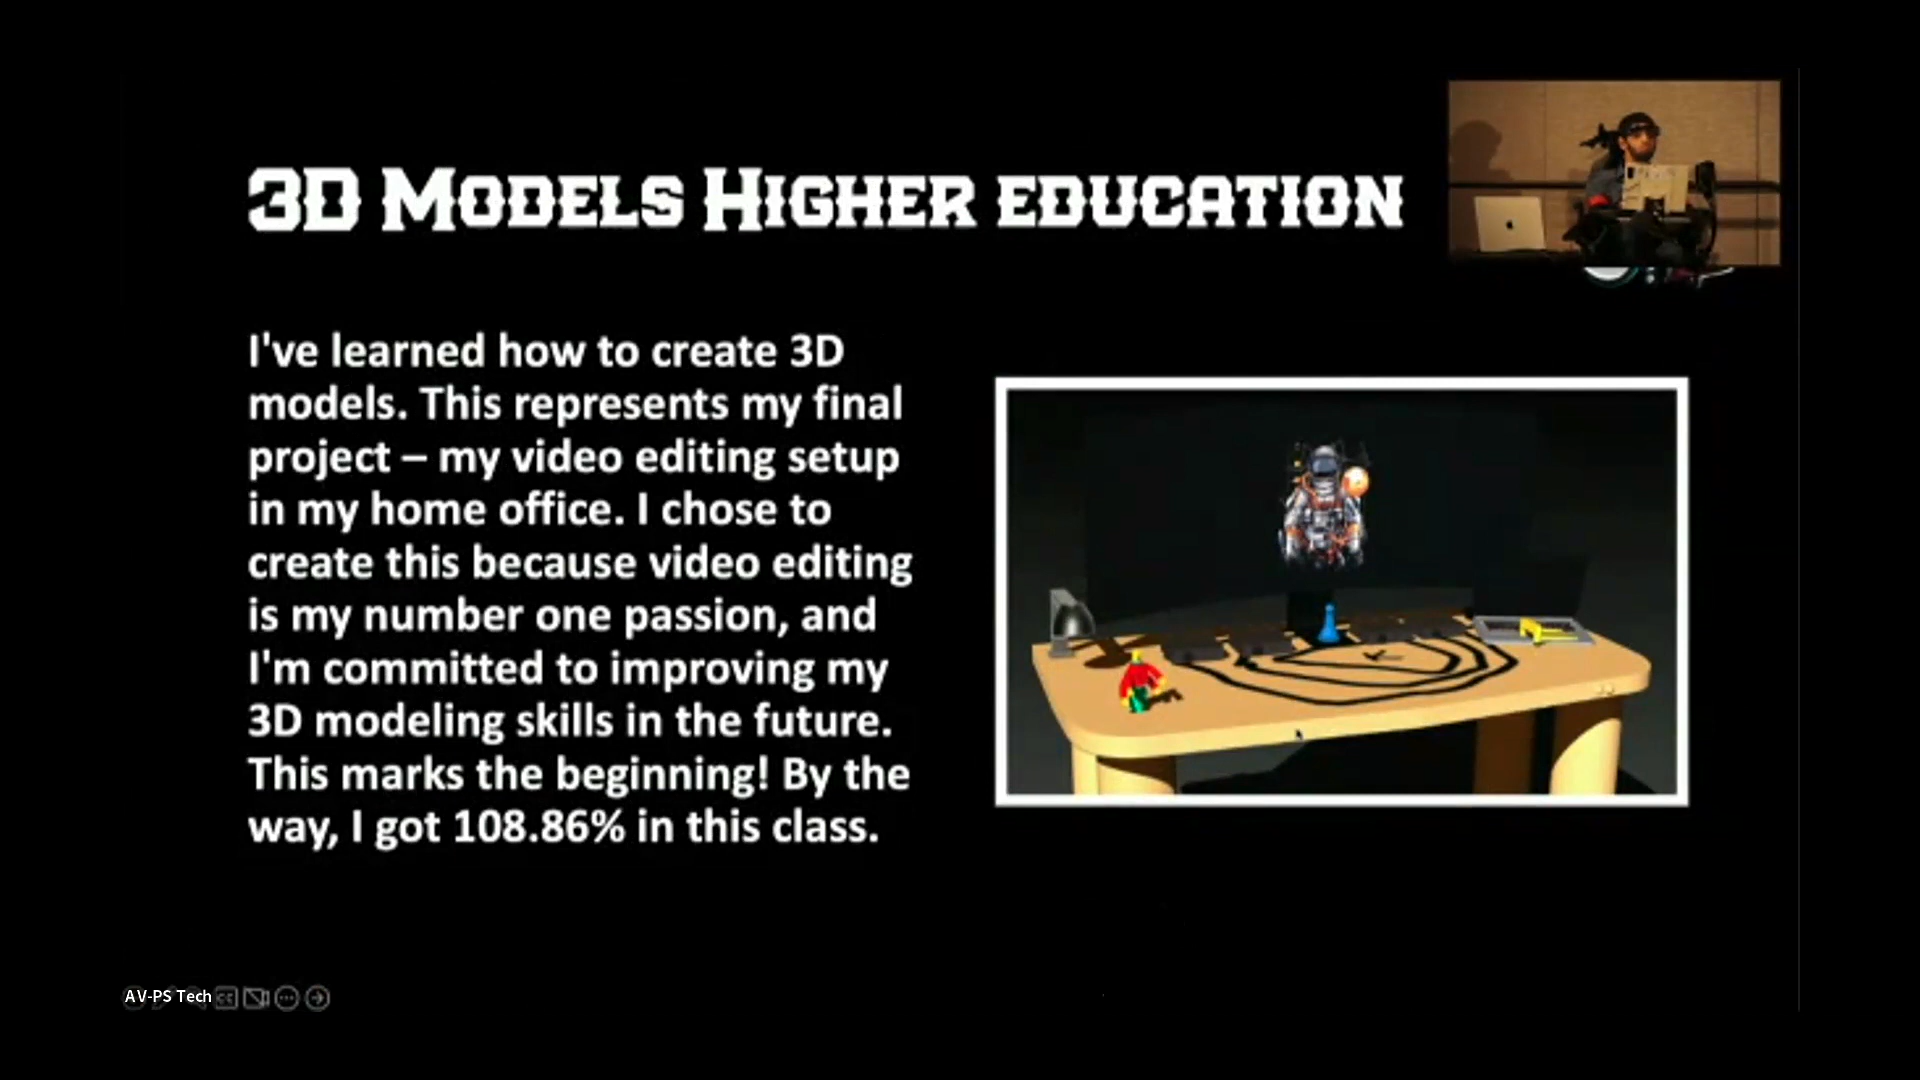 3D Models Higher education
I've learned how to create 3D
models. This represents my final
project – my video editing setup
in my home office. I chose to
create this because video editing
is my number one passion, and
I'm committed to improving my
3D modeling skills in the future.
This marks the beginning! By the
way, I got 108.86% in this class.
AV-PS Tech